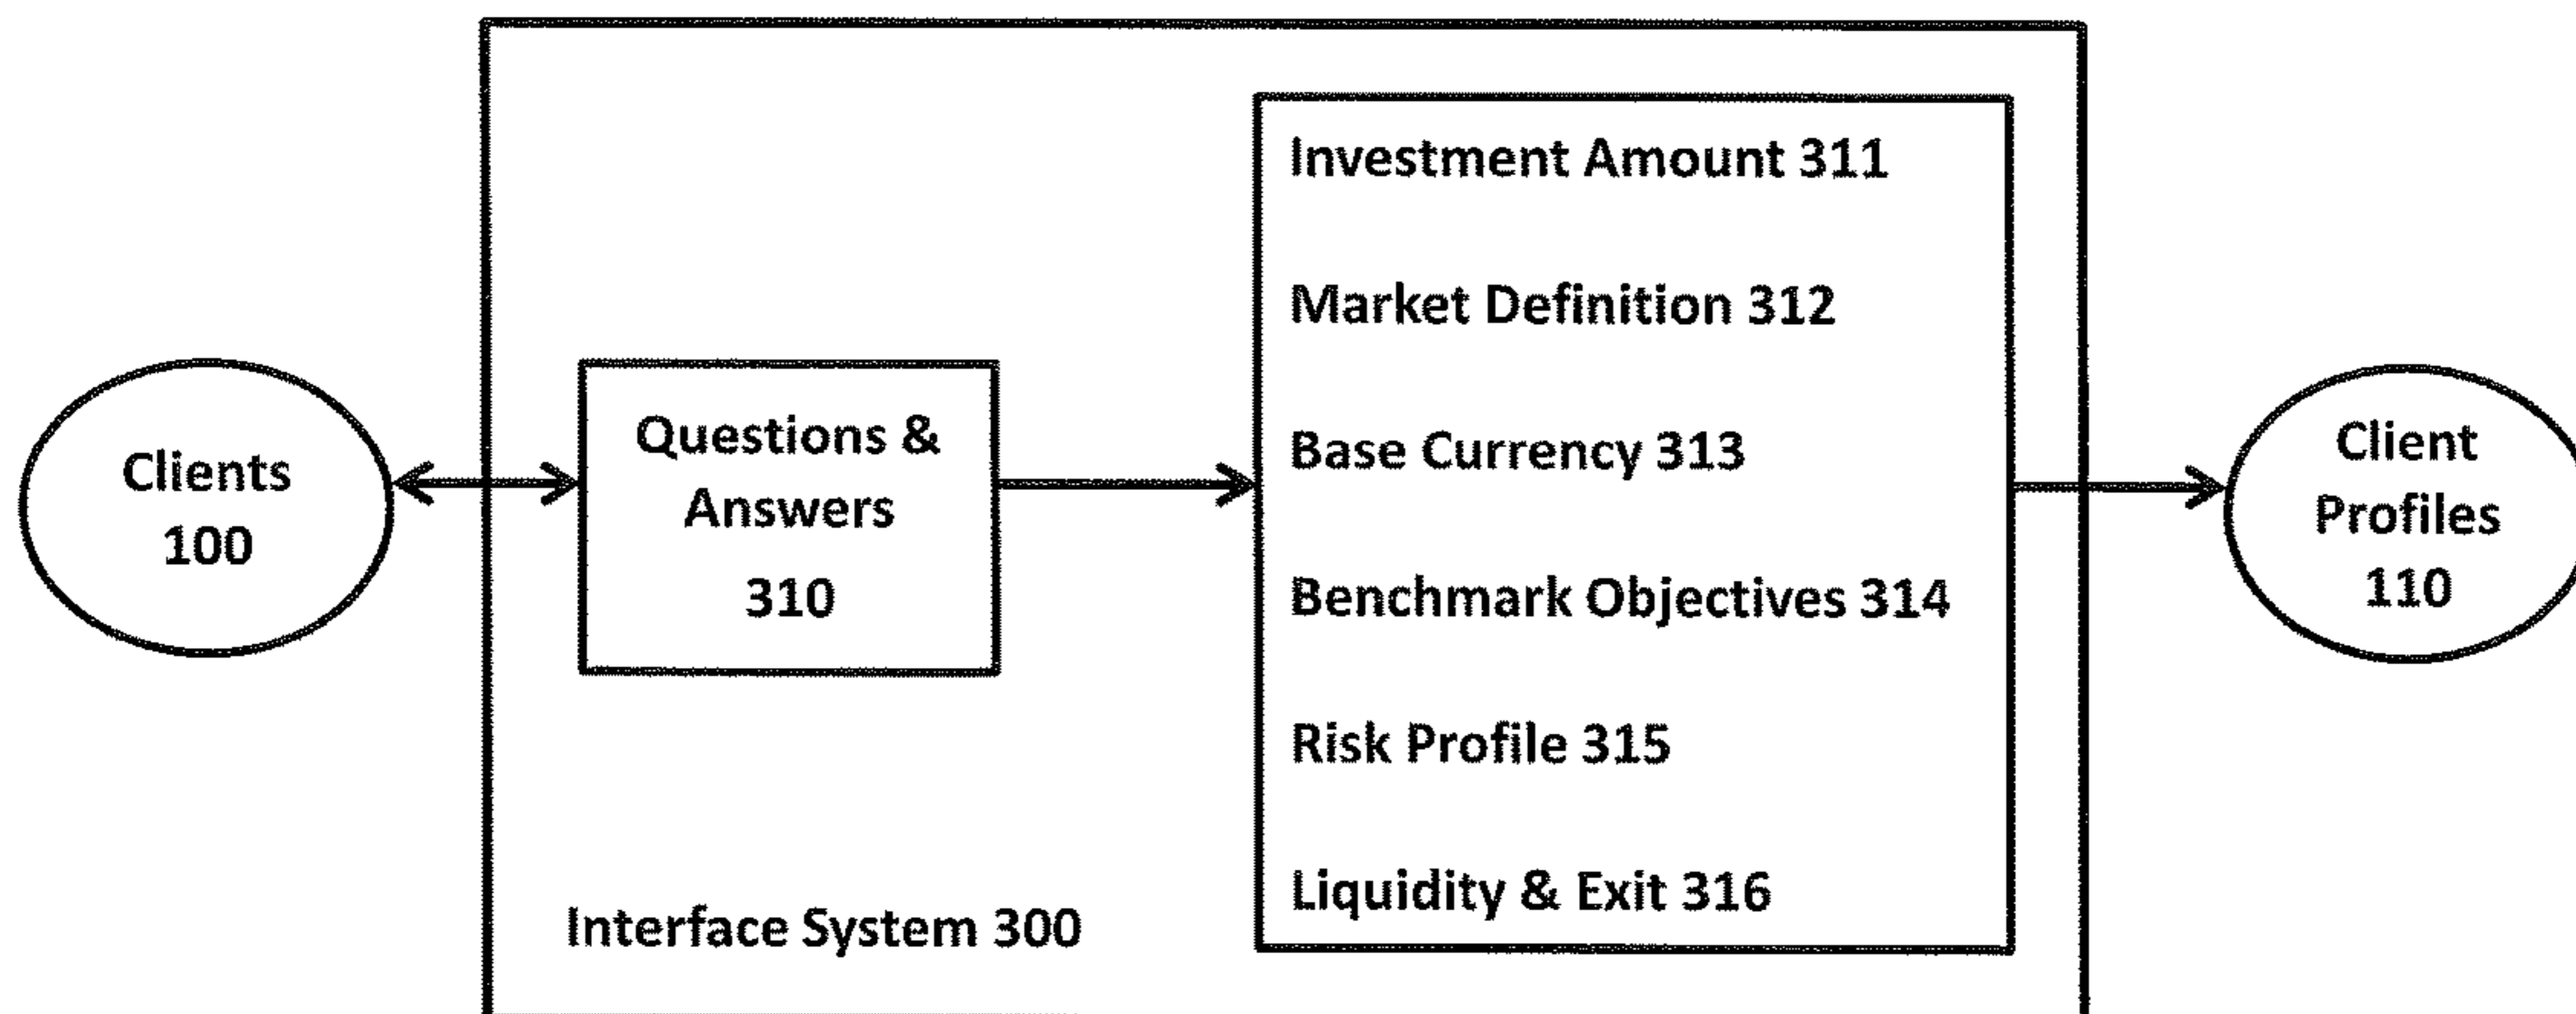 Clients
100
Questions &
Answers
310
Interface System 300
Investment Amount 311
Market Definition 312
Base Currency 313
Benchmark Objectives 314
Risk Profile 315
Liquidity & Exit 316
Client
Profiles
110